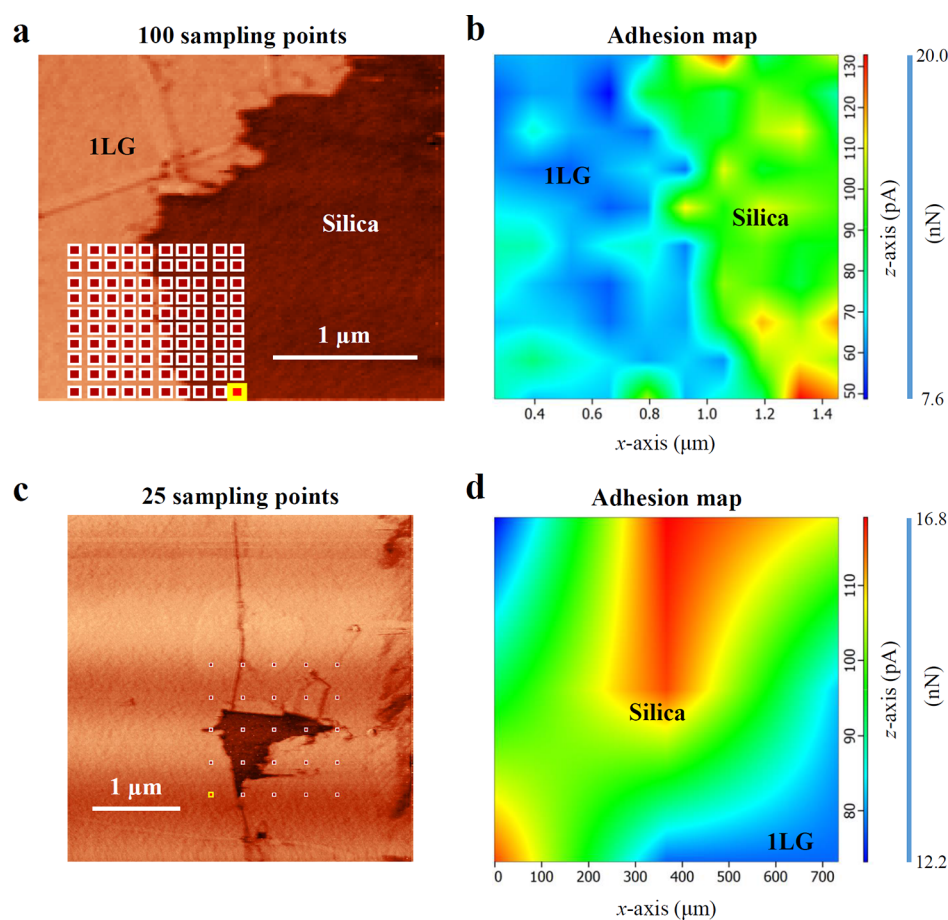 a
100 sampling points
1LG
Silica
1 µm
b
Adhesion map
1LG
Silica
130
120
110
100
90
80
70
60
50
z-axis (pA)
20.0
(nN)
7.6
0.4 0.6 0.8 1.0 1.2 1.4
x-axis (µm)
c
25 sampling points
1 µm
d
Adhesion map
Silica
1LG
110
100
90
80
z-axis (pA)
16.8
(nN)
12.2
0 100 200 300 400 500 600 700
x-axis (µm)